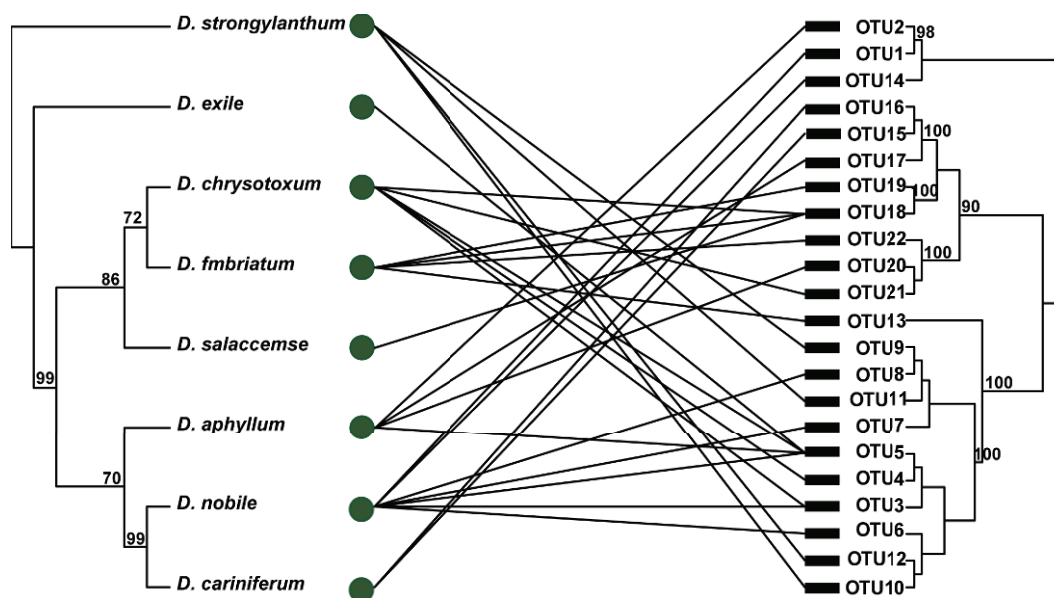 D. strongylanthum
D. exile
D. chrysotoxum
72
D. fmbriatum
86
D. salaccemse
99
D. aphyllum
70
D. nobile
99
D. cariniferum
OTU2
98
OTU1
OTU14
OTU16
100
OTU15
OTU17
OTU19
100
OTU18
90
OTU22
100
OTU20
OTU21
OTU13
OTU9
OTU8
100
OTU11
OTU7
OTU5
100
OTU4
OTU3
OTU6
OTU12
OTU10